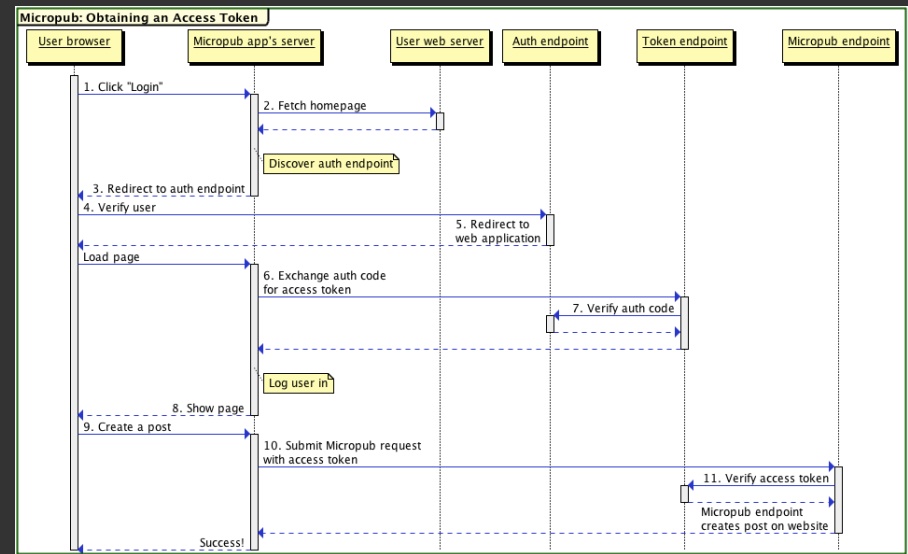 Micropub: Obtaining an Access Token
User browser
Micropub app's server
User web server
Auth endpoint
Token endpoint
Micropub endpoint
1. Click "Login"
2. Fetch homepage
Discover auth endpoint
3. Redirect to auth endpoint
4. Verify user
5. Redirect to
web application
Load page
6. Exchange auth code
for access token
7. Verify auth code
Log user in
8. Show page
9. Create a post
10. Submit Micropub request
with access token
11. Verify access token
Micropub endpoint
creates post on website
Success!